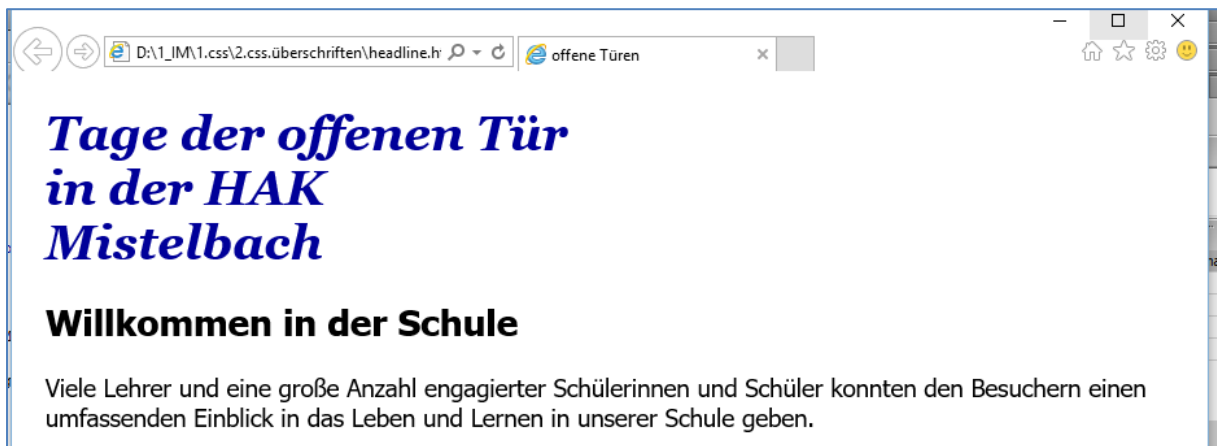 D:\1_IM\1.css\2.css.überschriften\headline.h
offene Türen
Tage der offenen Tür
in der HAK
Mistelbach
Willkommen in der Schule
Viele Lehrer und eine große Anzahl engagierter Schülerinnen und Schüler konnten den Besuchern einen
umfassenden Einblick in das Leben und Lernen in unserer Schule geben.